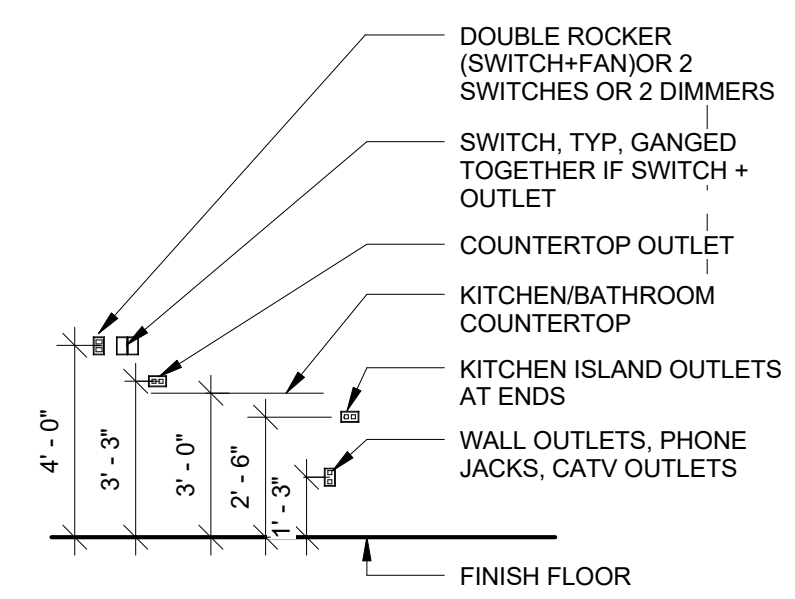 DOUBLE ROCKER
(SWITCH+FAN)OR 2
SWITCHES OR 2 DIMMERS
SWITCH, TYP, GANGED
TOGETHER IF SWITCH +
OUTLET
COUNTERTOP OUTLET
KITCHEN/BATHROOM
COUNTERTOP
KITCHEN ISLAND OUTLETS
AT ENDS
WALL OUTLETS, PHONE
JACKS, CATV OUTLETS
FINISH FLOOR
4' - 0"
3' - 3"
3' - 0"
2' - 6"
1' - 3"